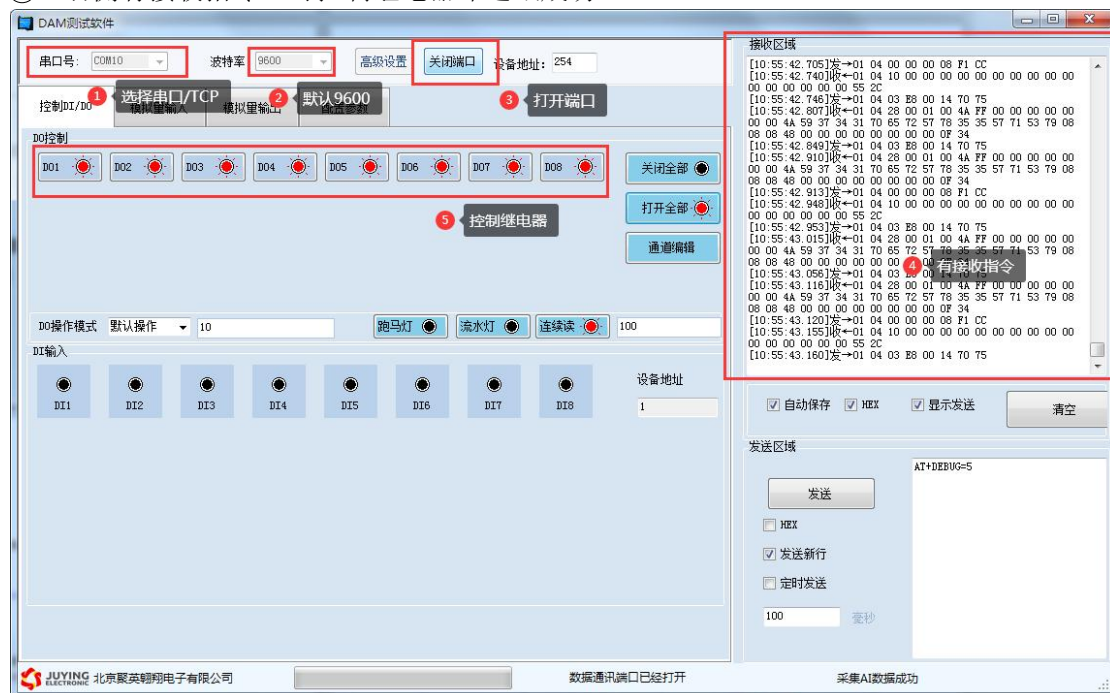 DAM测试软件
串口号: COM10 波特率 9600 高级设置 关闭端口 设备地址: 254
1 选择串口/TCP 2 默认9600 3 打开端口
控制DI/DO
DO控制
DO1 DO2 DO3 DO4 DO5 DO6 DO7 DO8
关闭全部
打开全部
通道编辑
5 控制继电器
DO操作模式 默认操作 10 跑马灯 流水灯 连续读 100
DI输入
DI1 DI2 DI3 DI4 DI5 DI6 DI7 DI8
设备地址
1
接收区域
[10:55:42.705]发→01 04 00 00 00 08 F1 CC
[10:55:42.740]收←01 04 10 00 00 00 00 00 00 00 00 00
00 00 00 00 00 00 55 2C
[10:55:42.746]发→01 04 03 E8 00 14 70 75
[10:55:42.807]收←01 04 28 00 01 00 4A FF 00 00 00 00 00
00 00 4A 59 37 34 31 70 65 72 57 78 35 35 57 71 53 79 08
08 08 48 00 00 00 00 00 00 00 00 0F 34
[10:55:42.849]发→01 04 03 E8 00 14 70 75
[10:55:42.910]收←01 04 28 00 01 00 4A FF 00 00 00 00 00
00 00 4A 59 37 34 31 70 65 72 57 78 35 35 57 71 53 79 08
08 08 48 00 00 00 00 00 00 00 00 0F 34
[10:55:42.913]发→01 04 00 00 00 08 F1 CC
[10:55:42.948]收←01 04 10 00 00 00 00 00 00 00 00 00
00 00 00 00 00 00 55 2C
[10:55:42.953]发→01 04 03 E8 00 14 70 75
[10:55:43.015]收←01 04 28 00 01 00 4A FF 00 00 00 00 00
00 00 4A 59 37 34 31 70 65 72 57 78 35 35 57 71 53 79 08
08 08 48 00 00 00 00 00
4 有接收指令
[10:55:43.056]发→01 04 03 E8 00 14 70 75
[10:55:43.116]收←01 04 28 00 01 00 4A FF 00 00 00 00 00
00 00 4A 59 37 34 31 70 65 72 57 78 35 35 57 71 53 79 08
08 08 48 00 00 00 00 00 00 00 00 0F 34
[10:55:43.120]发→01 04 00 00 00 08 F1 CC
[10:55:43.155]收←01 04 10 00 00 00 00 00 00 00 00 00
00 00 00 00 00 00 55 2C
[10:55:43.160]发→01 04 03 E8 00 14 70 75
自动保存 HEX 显示发送 清空
发送区域
AT+DEBUG=5
发送
HEX
发送新行
定时发送
100 毫秒
JUYING ELECTRONIC 北京聚英翱翔电子有限公司 数据通讯端口已经打开 采集AI数据成功